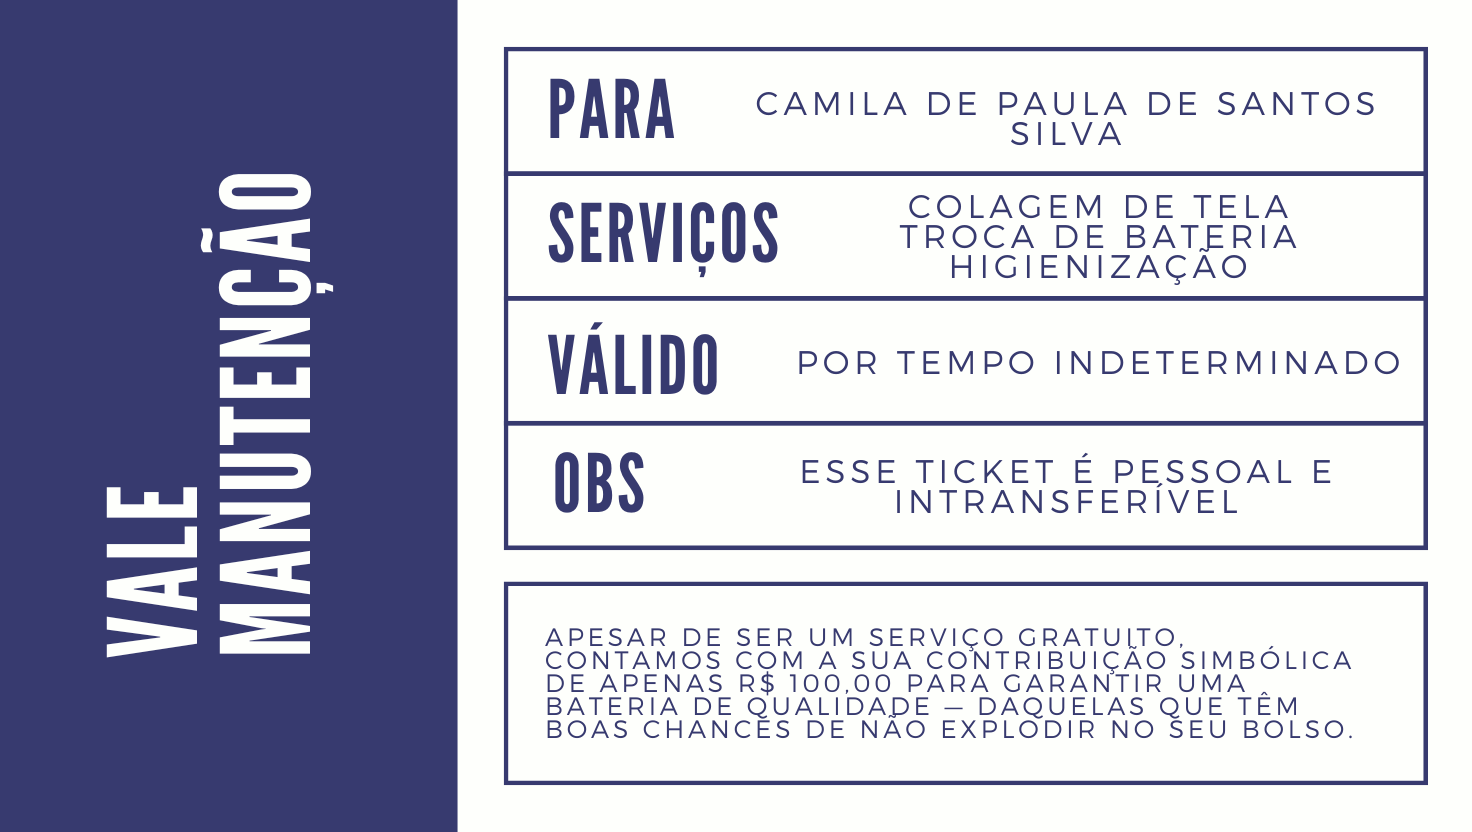 VALE
MANUTENÇÃO
PARA
CAMILA DE PAULA DE SANTOS
SILVA
SERVIÇOS
COLAGEM DE TELA
TROCA DE BATERIA
HIGIENIZAÇÃO
VÁLIDO
POR TEMPO INDETERMINADO
OBS
ESSE TICKET É PESSOAL E
INTRANSFERÍVEL
APESAR DE SER UM SERVIÇO GRATUITO,
CONTAMOS COM A SUA CONTRIBUIÇÃO SIMBÓLICA
DE APENAS R$ 100,00 PARA GARANTIR UMA
BATERIA DE QUALIDADE — DAQUELAS QUE TÊM
BOAS CHANCES DE NÃO EXPLODIR NO SEU BOLSO.